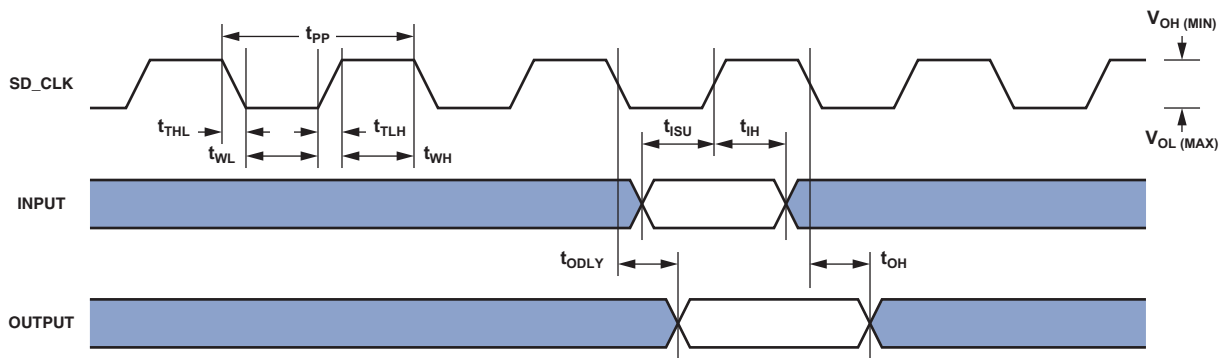 tPP
VOH (MIN)
SD_CLK
tTHL
tTLH
tISU
tIH
tWL
tWH
VOL (MAX)
INPUT
tODLY
tOH
OUTPUT